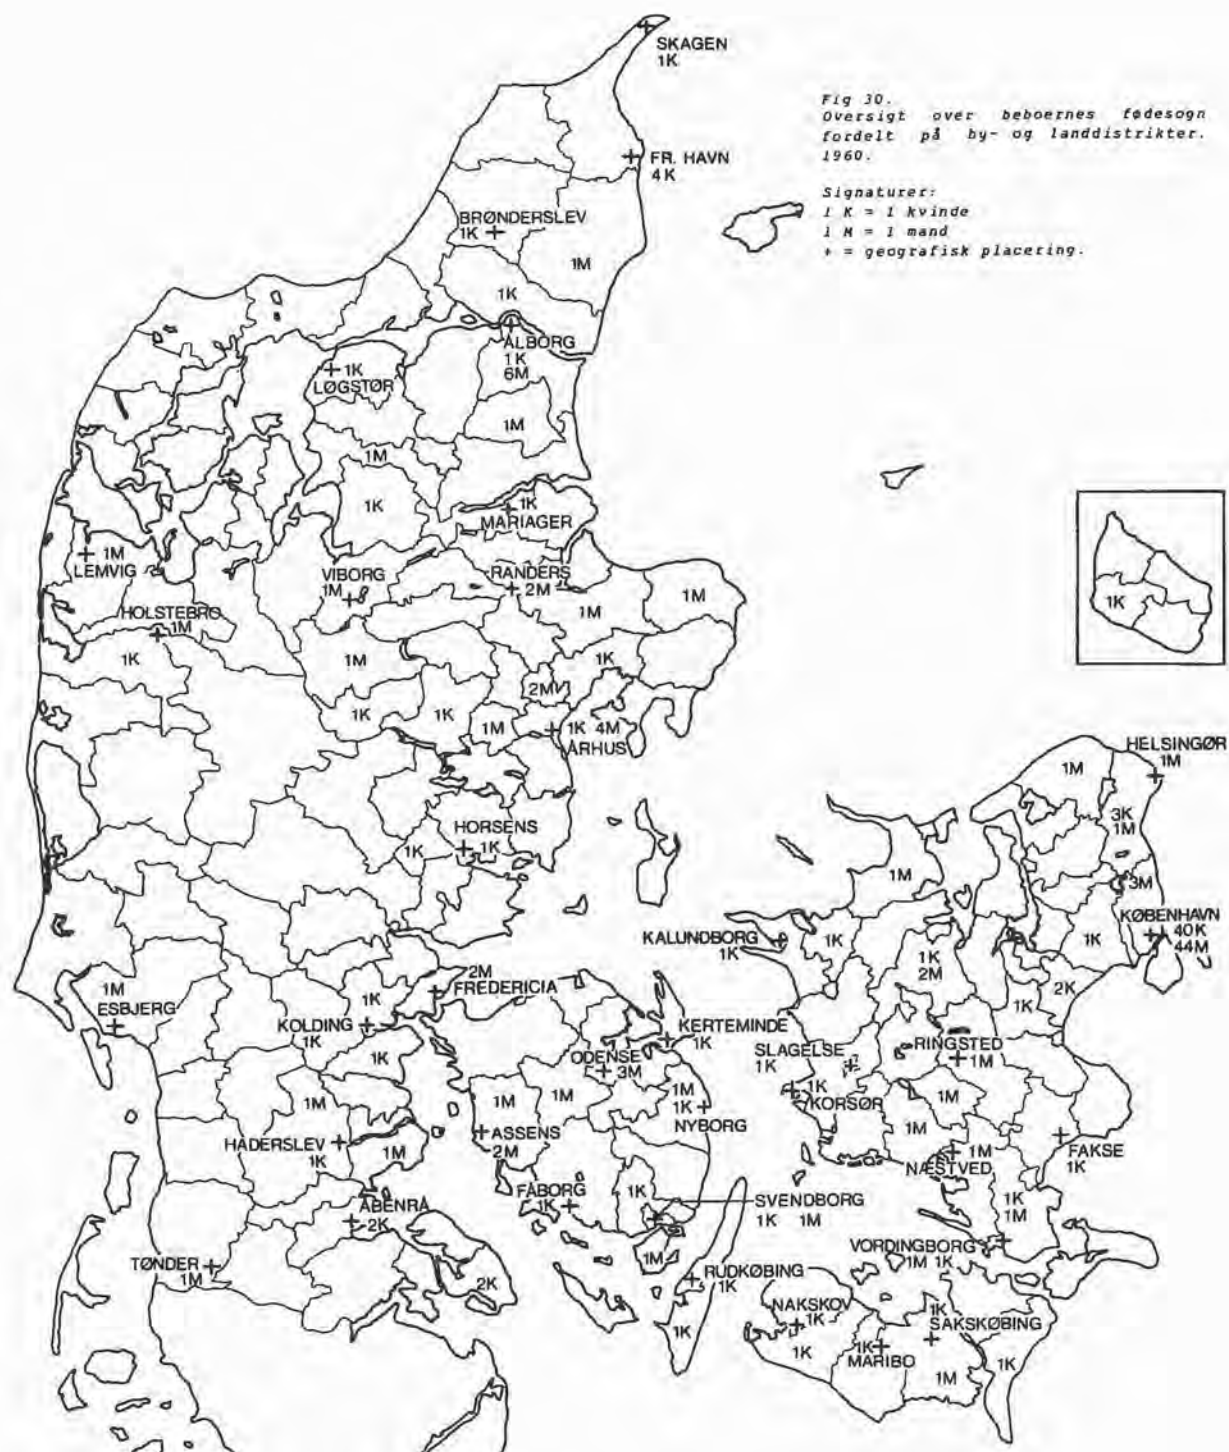 SKAGEN
1K
Fig 30.
Oversigt over beboernes fødesogn
fordelt på by- og landdistrikter.
1960.
Signaturer:
1 K = 1 kvinde
1 M = 1 mand
+ = geografisk placering.
FR. HAVN
4K
BRØNDERSLEV
1K
1M
1K
ÅLBORG
1K
6M
1K
LØGSTØR
1M
1M
1K
1K
MARIAGER
1M
LEMVIG
VIBORG
1M
RANDERS
2M
1M
1M
HOLSTEBRO
1M
1K
1M
1K
2M
1K
1K
1M
1K 4M
ÅRHUS
1K
HELSINGØR
1M
1M
3K
1M
HORSENS
1K
1K
1M
3M
KØBENHAVN
40K
44M
KALUNDBORG
1K
1K
1K
2M
1K
2M
FREDERICIA
1M
ESBJERG
1K
2K
1K
KOLDING
1K
1K
KERTEMINDE
1K
ODENSE
3M
SLAGELSE
1K
RINGSTED
1M
1M
1M
1M
1M
1K
NYBORG
1K
1K
KORSØR
1M
1M
HADERSLEV
1K
1M
ASSENS
2M
NÆSTVED
1M
FAKSE
1K
FÅBORG
1K
1K
SVENDBORG
1K 1M
1K
1M
ÅBENRÅ
2K
1M
VORDINGBORG
1M 1K
TØNDER
1M
2K
RUDKØBING
1K
1K
NAKSKOV
1K
1K
1K
SAKSKØBING
1K
MARIBO
1M
1K